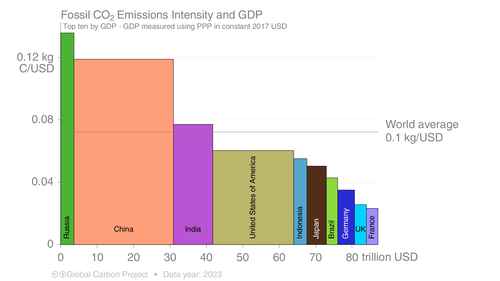 Fossil CO₂ Emissions Intensity and GDP
Top ten by GDP - GDP measured using PPP in constant 2017 USD
0.12 kg
C/USD
0.08
0.04
0
World average
0.1 kg/USD
Russia
China
India
United States of America
Indonesia
Japan
Brazil
Germany
UK
France
0 10 20 30 40 50 60 70 80 trillion USD
Global Carbon Project • Data year: 2023